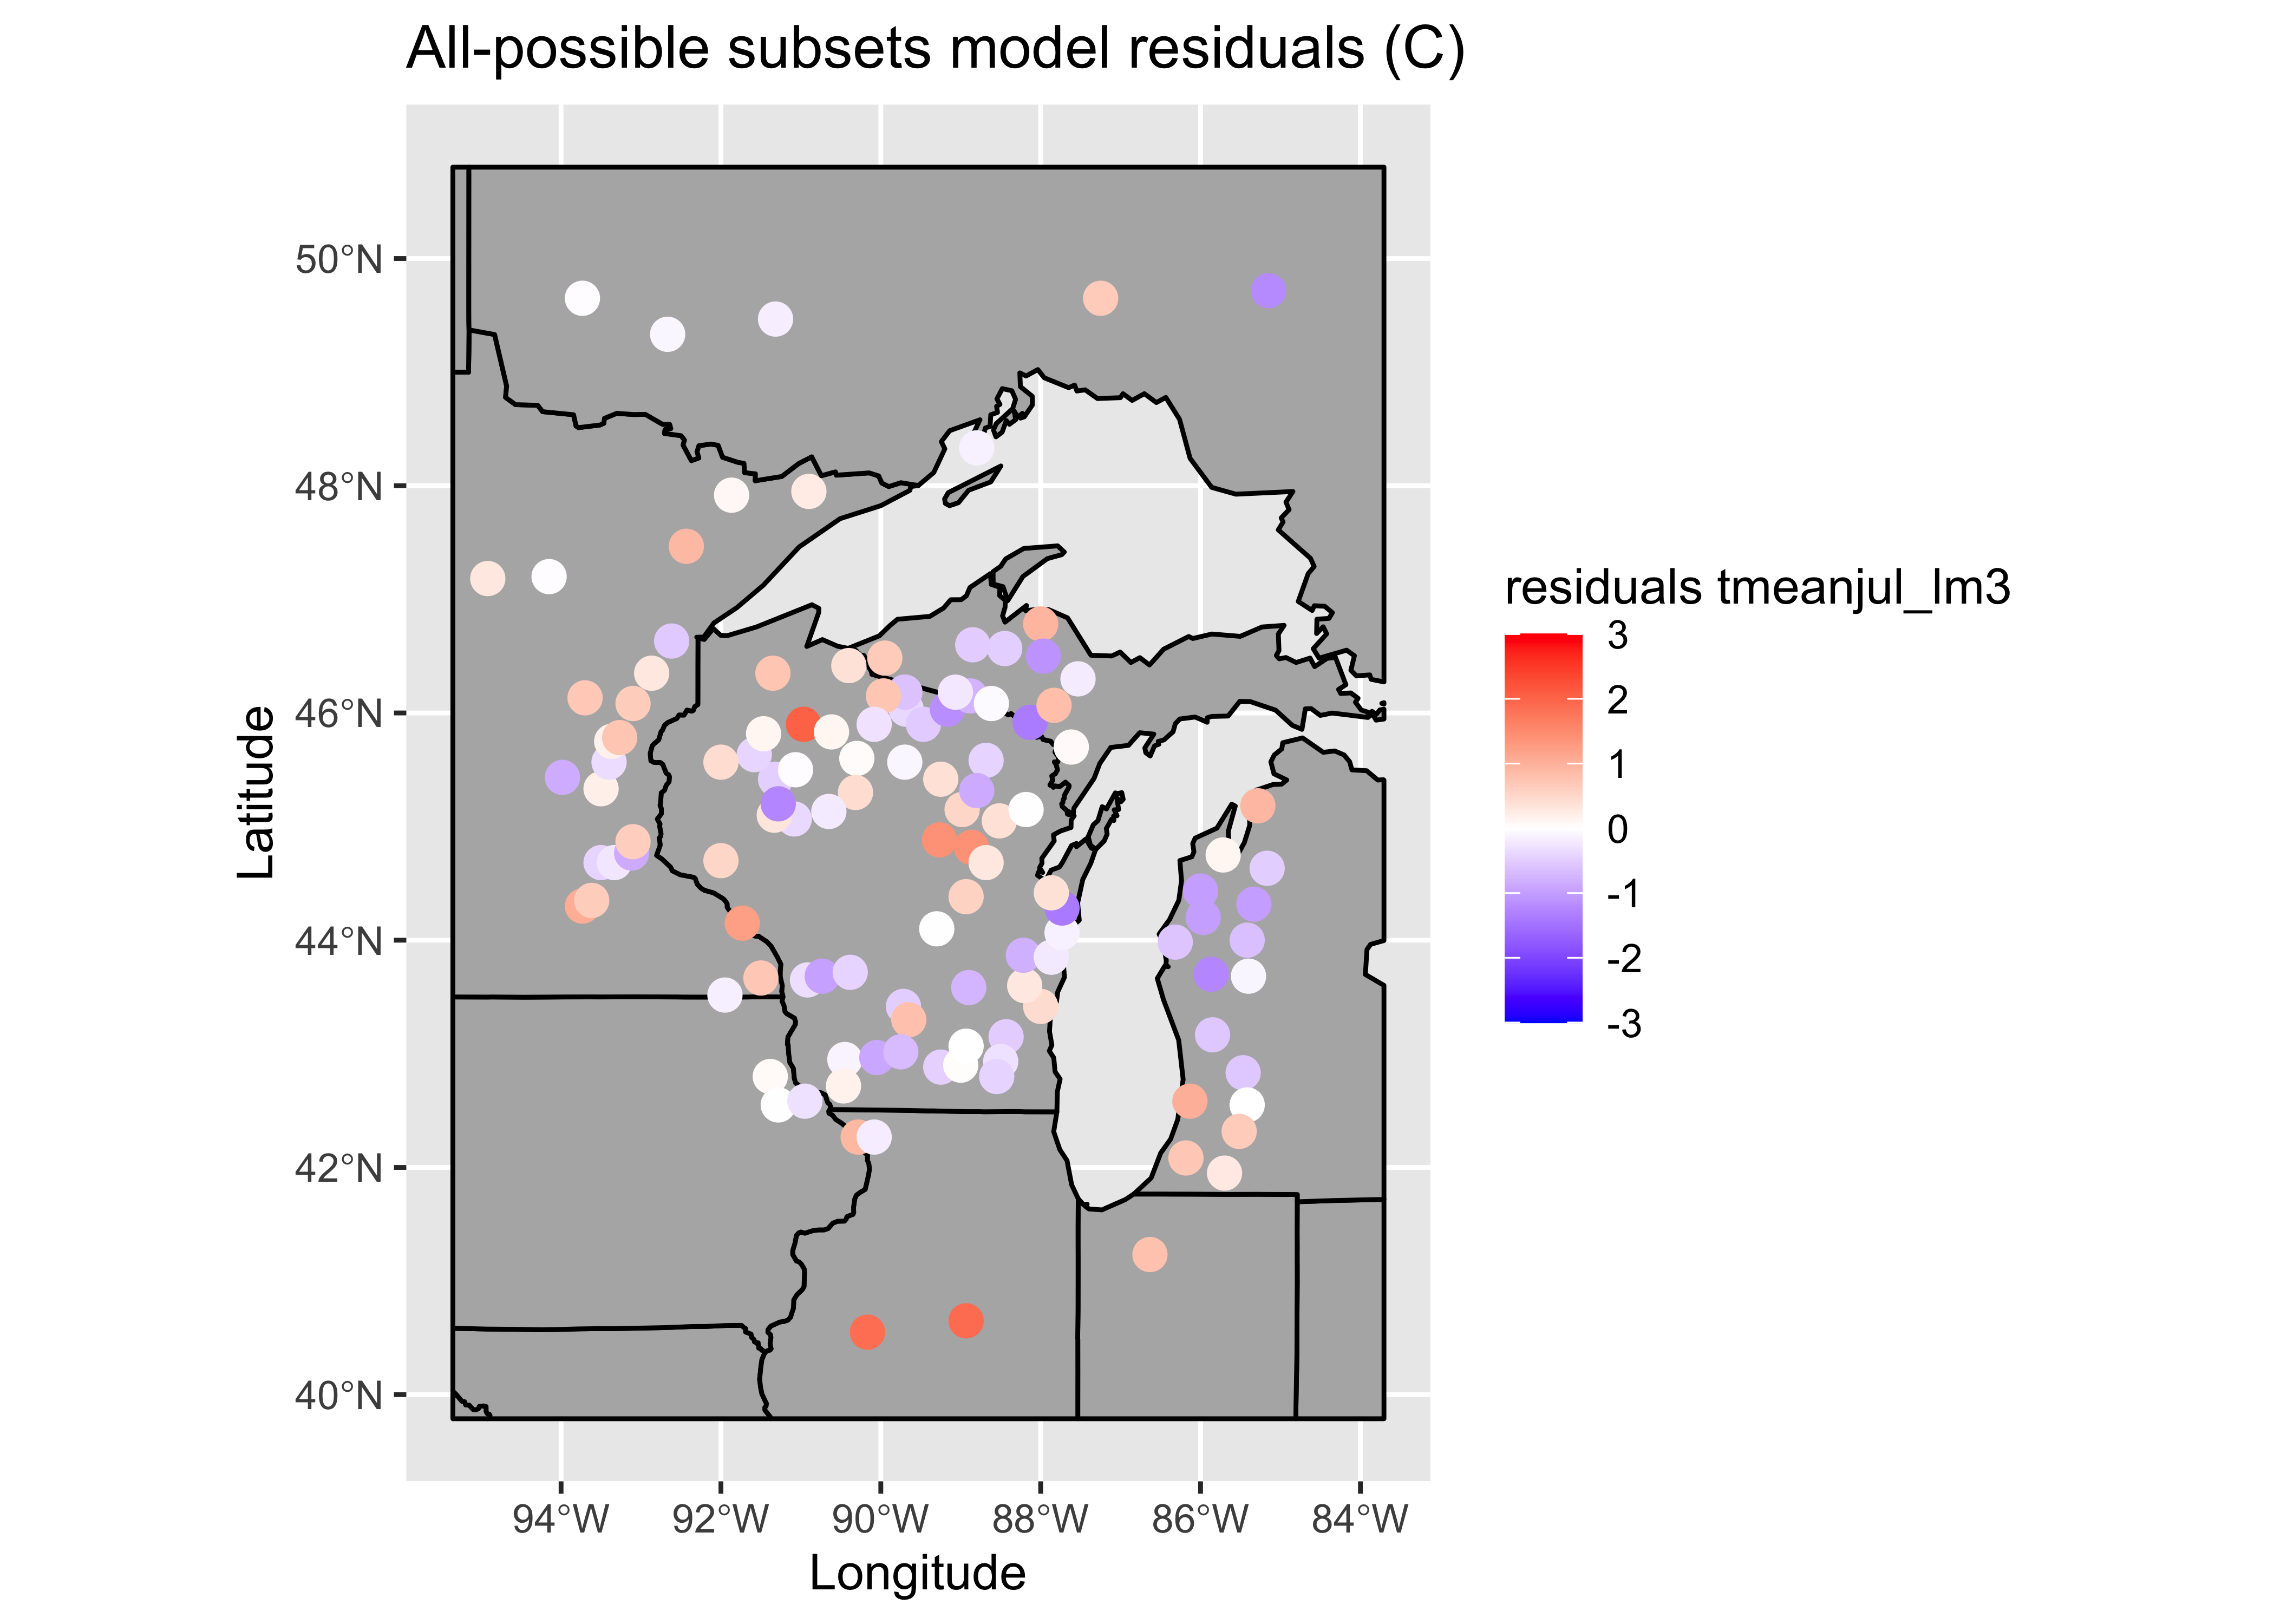 All-possible subsets model residuals (C)
50°N
48°N
46°N
44°N
42°N
40°N
Latitude
94°W 92°W 90°W 88°W 86°W 84°W
Longitude
residuals tmeanjul_lm3
3
2
1
0
-1
-2
-3